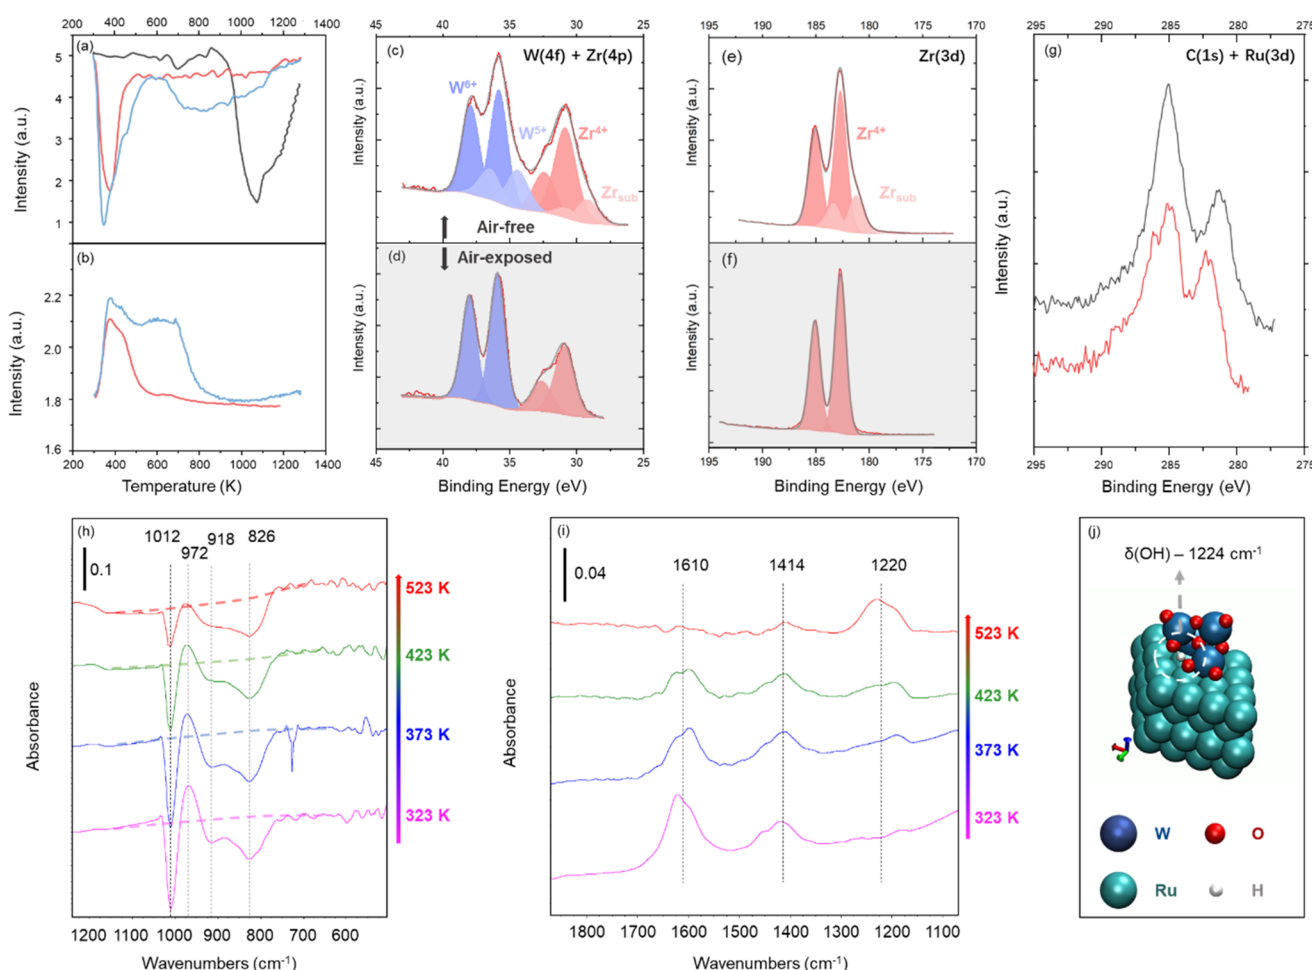 200 400 600 800 1000 1200 1400
(a)
5
4
3
2
1
Intensity (a.u.)
(b)
2.2
2.0
1.8
1.6
Intensity (a.u.)
200 400 600 800 1000 1200 1400
Temperature (K)
45 40 35 30 25
(c) W(4f) + Zr(4p)
W⁶⁺
W⁵⁺
Zr⁴⁺
Zrsub
Intensity (a.u.)
Air-free
(d) Air-exposed
Intensity (a.u.)
45 40 35 30 25
Binding Energy (eV)
195 190 185 180 175 170
(e) Zr(3d)
Zr⁴⁺
Zrsub
Intensity (a.u.)
(f)
Intensity (a.u.)
195 190 185 180 175 170
Binding Energy (eV)
295 290 285 280
(g) C(1s) + Ru(3d)
Intensity (a.u.)
295 290 285 280
Binding Energy (eV)
(h)
1012 972 918 826
0.1
523 K
423 K
373 K
323 K
Absorbance
1200 1100 1000 900 800 700 600
Wavenumbers (cm⁻¹)
(i)
0.04
1610 1414 1220
523 K
423 K
373 K
323 K
Absorbance
1800 1700 1600 1500 1400 1300 1200 1100
Wavenumbers (cm⁻¹)
(j)
δ(OH) – 1224 cm⁻¹
W O
Ru H